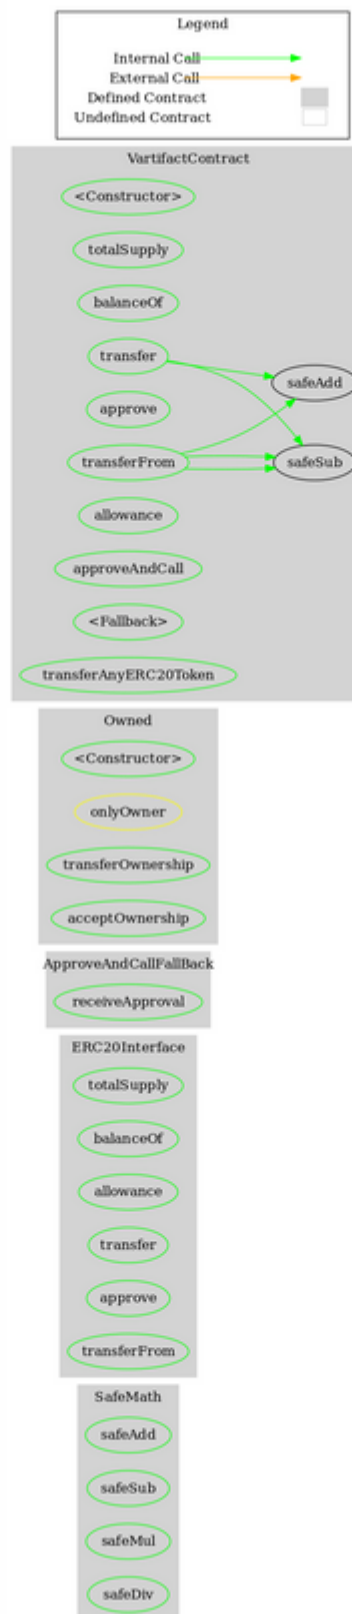 Legend
Internal Call
External Call
Defined Contract
Undefined Contract
VartifactContract
<Constructor>
totalSupply
balanceOf
transfer
safeAdd
approve
transferFrom
safeSub
allowance
approveAndCall
<Fallback>
transferAnyERC20Token
Owned
<Constructor>
onlyOwner
transferOwnership
acceptOwnership
ApproveAndCallFallBack
receiveApproval
ERC20Interface
totalSupply
balanceOf
allowance
transfer
approve
transferFrom
SafeMath
safeAdd
safeSub
safeMul
safeDiv